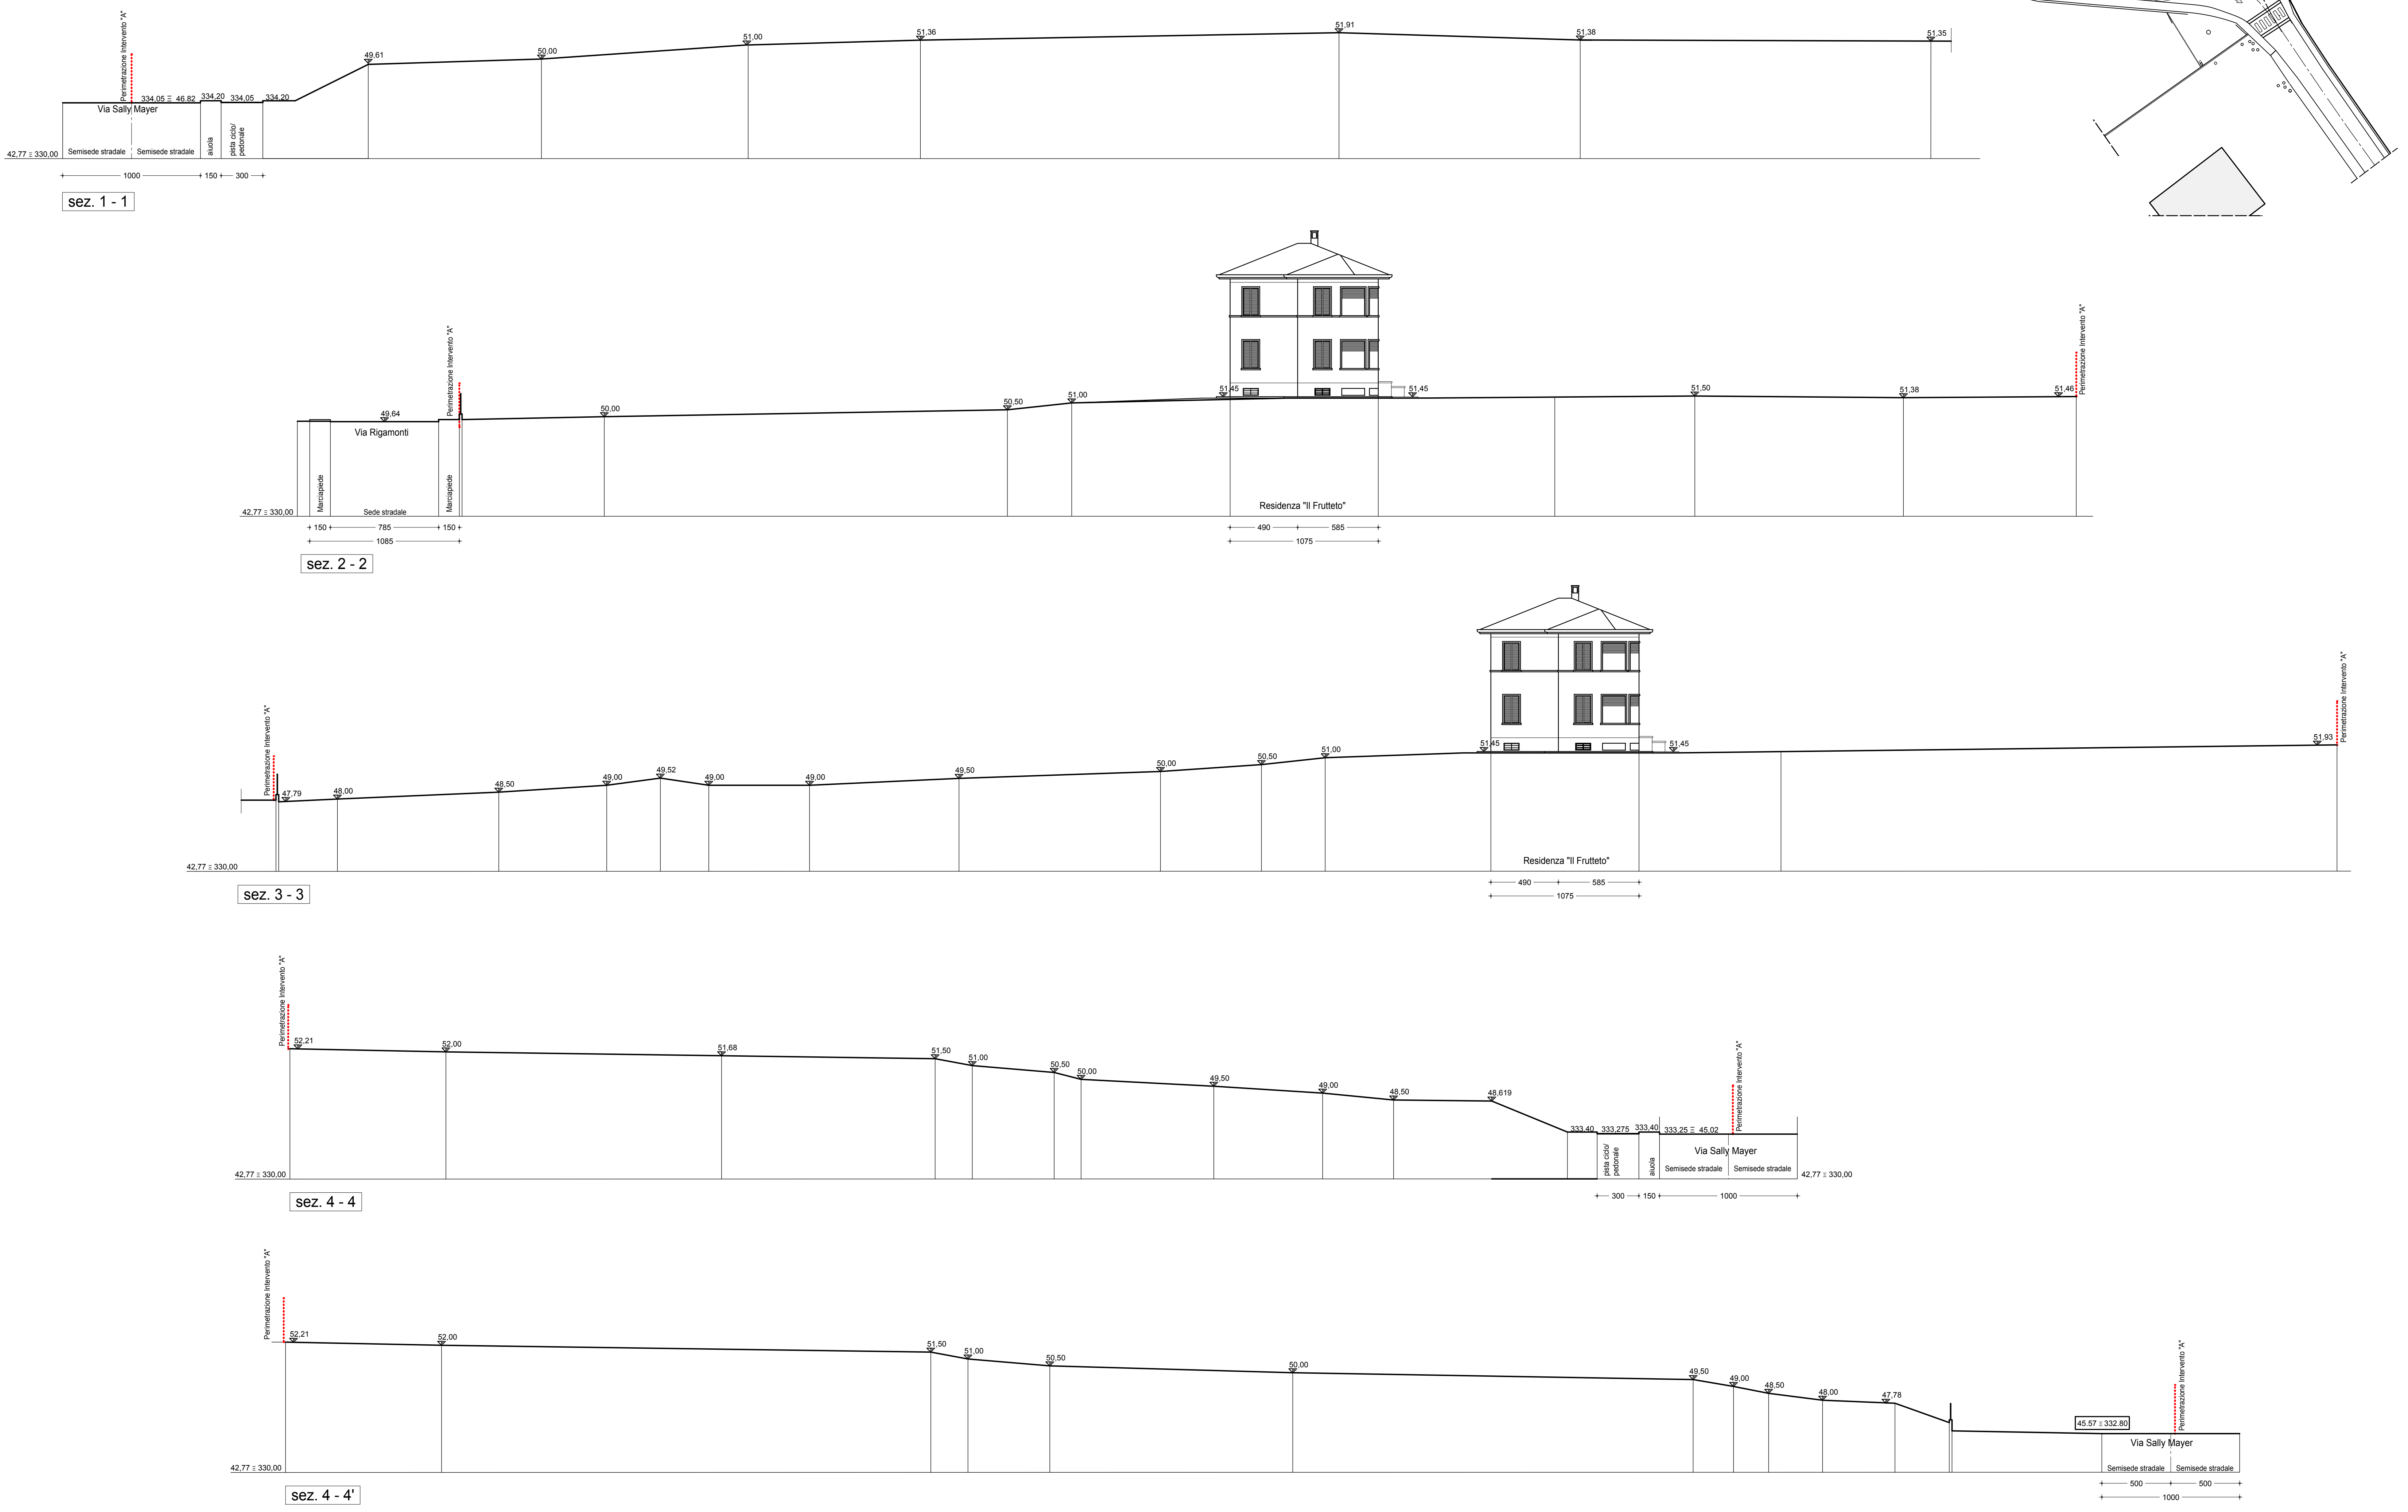 Perimetrazione Intervento "A"
49,61
50,00
51,00
51,36
51,91
51,38
51,35
334,05 Ξ 46.82
334,20
334,05
334,20
Via Sally Mayer
Semisede stradale
Semisede stradale
aiuola
pista ciclo/
pedonale
42,77 Ξ 330,00
1000
150
300
sez. 1 - 1
Perimetrazione Intervento "A"
Perimetrazione Intervento "A"
49,64
50,00
50,50
51,00
51,45
51,45
51,50
51,38
51,46
Via Rigamonti
Marciapiede
Sede stradale
Marciapiede
Residenza "Il Frutteto"
42,77 Ξ 330,00
150
785
150
490
585
1085
1075
sez. 2 - 2
Perimetrazione Intervento "A"
Perimetrazione Intervento "A"
47,79
48,00
48,50
49,00
49,52
49,00
49,00
49,50
50,00
50,50
51,00
51,45
51,45
51,93
Residenza "Il Frutteto"
42,77 Ξ 330,00
490
585
1075
sez. 3 - 3
Perimetrazione Intervento "A"
Perimetrazione Intervento "A"
52,21
52,00
51,68
51,50
51,00
50,50
50,00
49,50
49,00
48,50
48,619
333,40
333,275
333,40
333,25 Ξ 45,02
Via Sally Mayer
pista ciclo/
pedonale
aiuola
Semisede stradale
Semisede stradale
42,77 Ξ 330,00
42,77 Ξ 330,00
300
150
1000
sez. 4 - 4
Perimetrazione Intervento "A"
Perimetrazione Intervento "A"
52,21
52,00
51,50
51,00
50,50
50,00
49,50
49,00
48,50
48,00
47,78
45.57 Ξ 332.80
Via Sally Mayer
Semisede stradale
Semisede stradale
42,77 Ξ 330,00
500
500
1000
sez. 4 - 4'